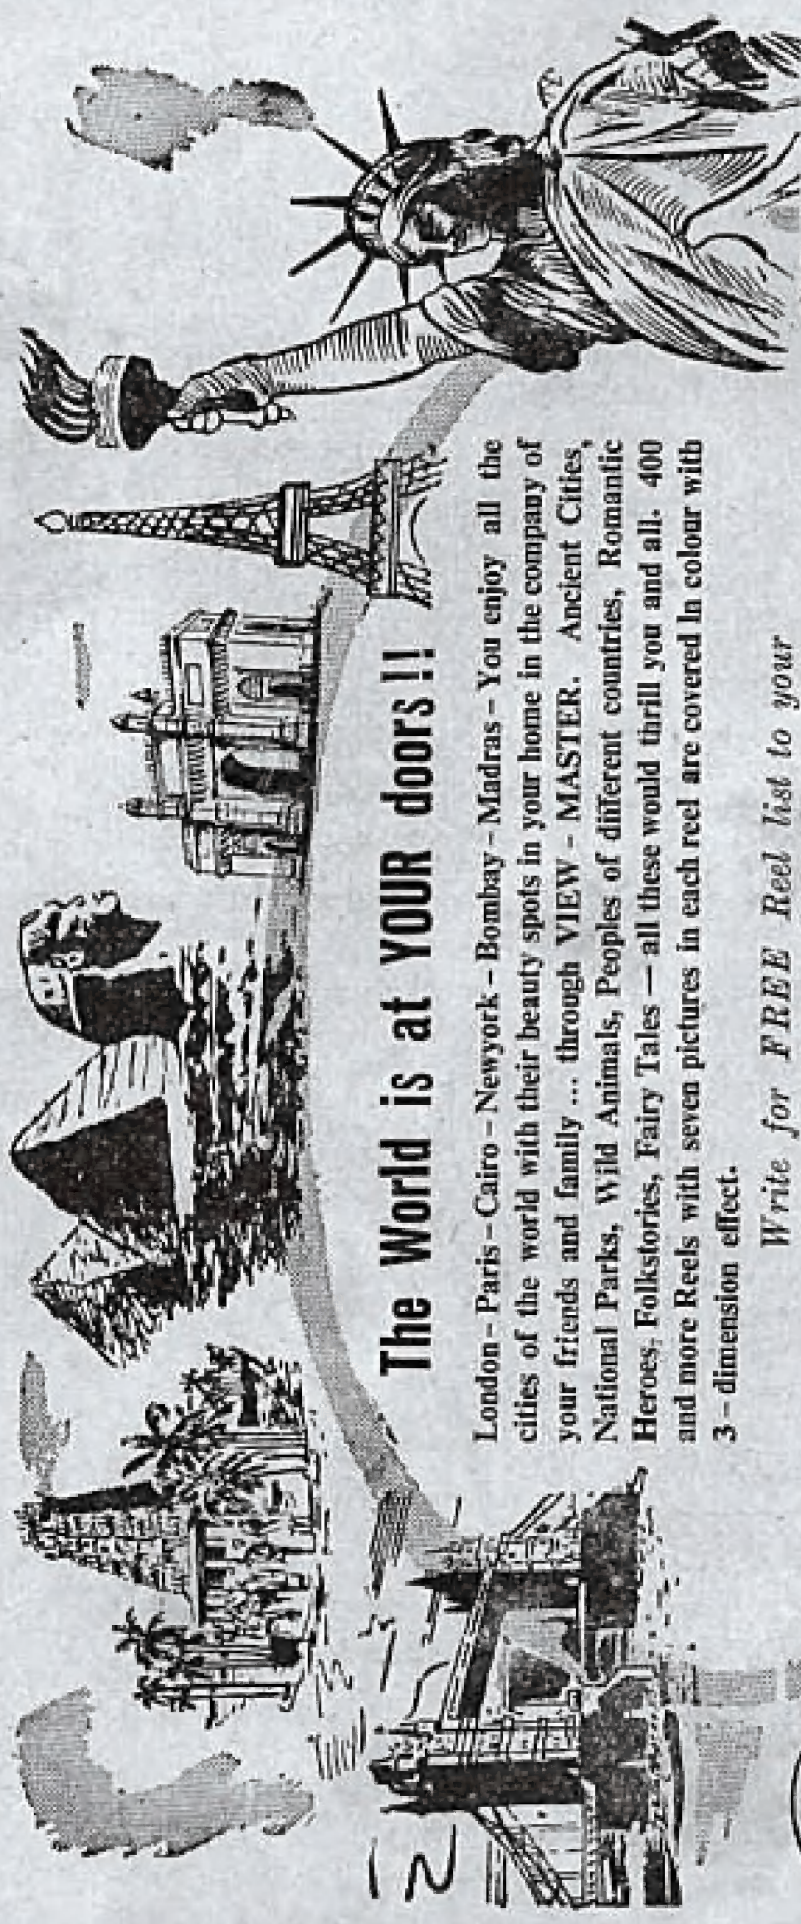 The World is at YOUR doors!!
London – Paris – Cairo – Newyork – Bombay – Madras – You enjoy all the
cities of the world with their beauty spots in your home in the company of
your friends and family ... through VIEW - MASTER. Ancient Cities,
National Parks, Wild Animals, Peoples of different countries, Romantic
Heroes, Folkstories, Fairy Tales — all these would thrill you and all. 400
and more Reels with seven pictures in each reel are covered In colour with
3 – dimension effect.
Write for FREE Reel list to your